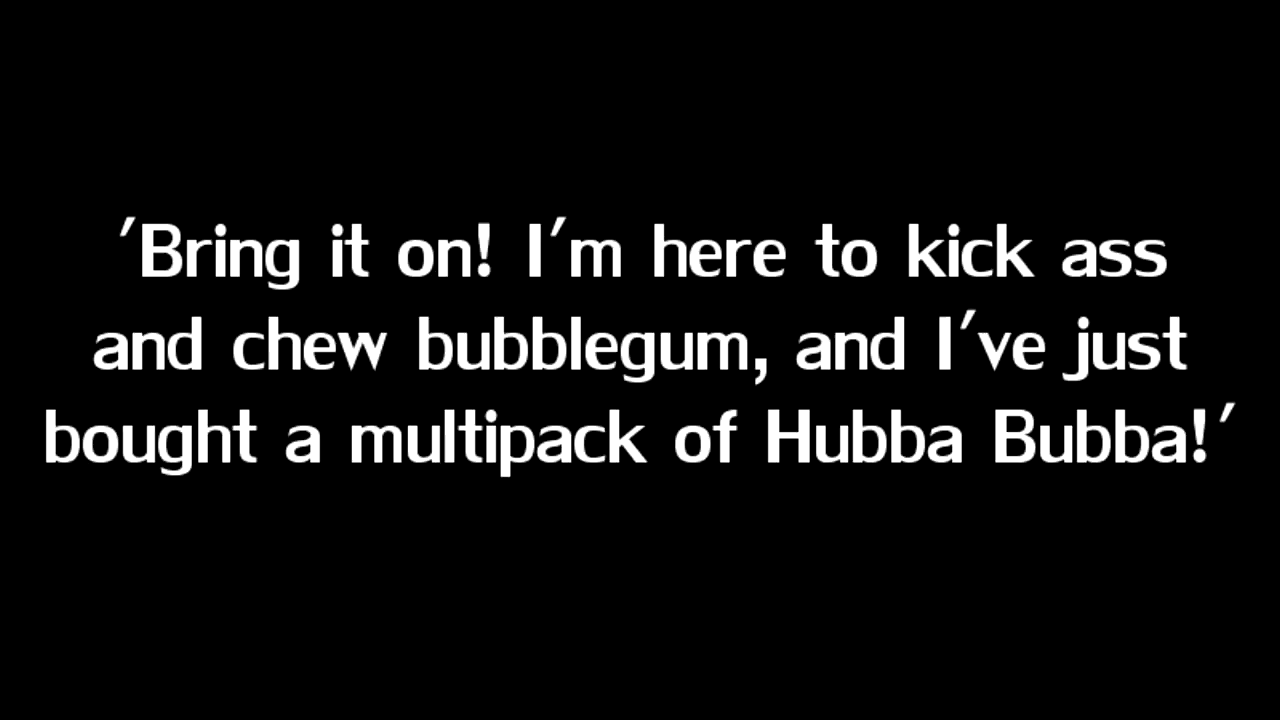 'Bring it on! I'm here to kick ass
and chew bubblegum, and I've just
bought a multipack of Hubba Bubba!'